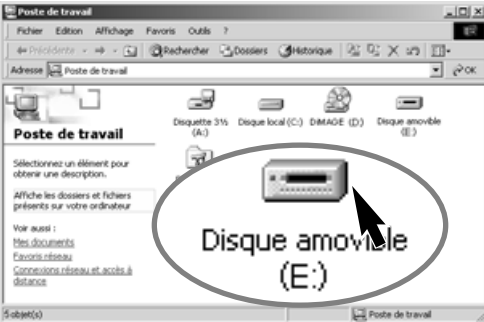 Poste de travail
Fichier Edition Affichage Favoris Outils ?
Précédente Rechercher Dossiers Historique
Adresse Poste de travail OK
Disquette 3½ (A:)
Disque local (C:)
DiMAGE (D:)
Disque amovible (E:)
Poste de travail
Sélectionnez un élément pour
obtenir une description.
Affiche les dossiers et fichiers
présents sur votre ordinateur
Voir aussi :
Mes documents
Favoris réseau
Connexions réseau et accès à
distance
Disque amovible
(E:)
5 objet(s) Poste de travail